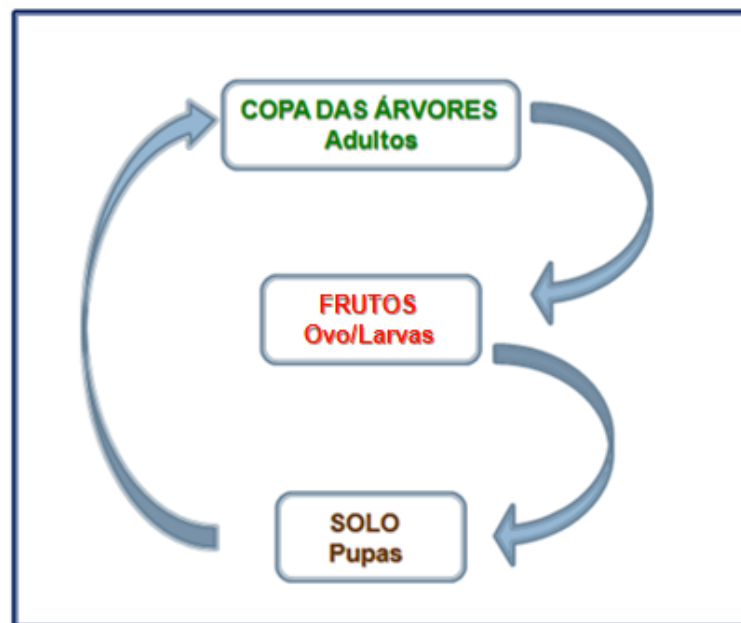 COPA DAS ÁRVORES
Adultos
FRUTOS
Ovo/Larvas
SOLO
Pupas